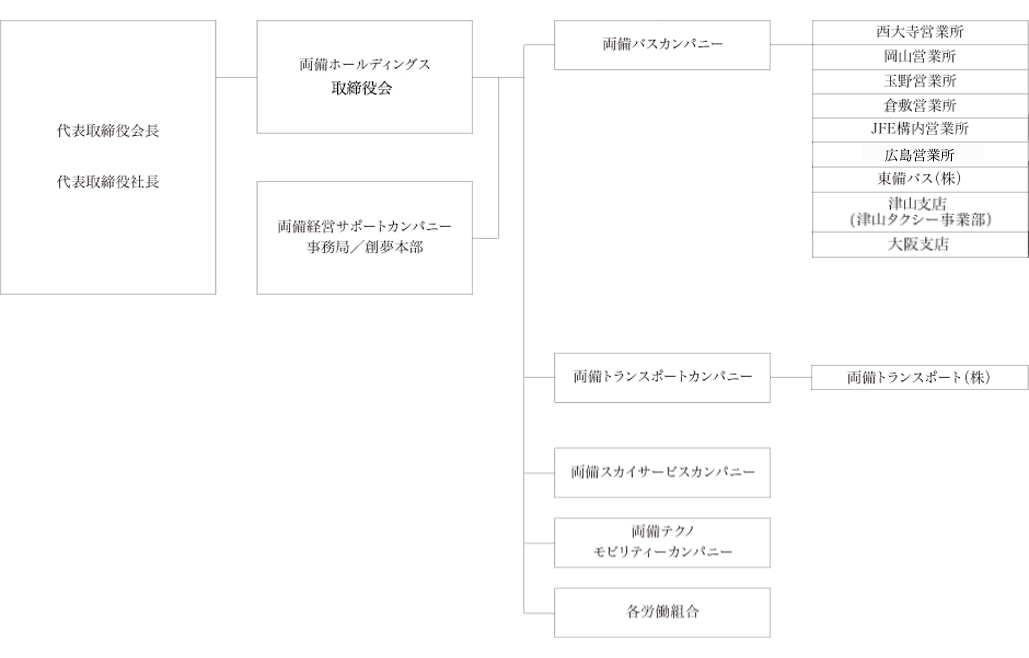 代表取締役会長
代表取締役社長
両備ホールディングス
取締役会
両備経営サポートカンパニー
事務局／創夢本部
両備バスカンパニー
西大寺営業所
岡山営業所
玉野営業所
倉敷営業所
JFE構内営業所
広島営業所
東備バス(株)
津山支店
(津山タクシー事業部)
大阪支店
両備トランスポートカンパニー
両備トランスポート(株)
両備スカイサービスカンパニー
両備テクノ
モビリティーカンパニー
各労働組合